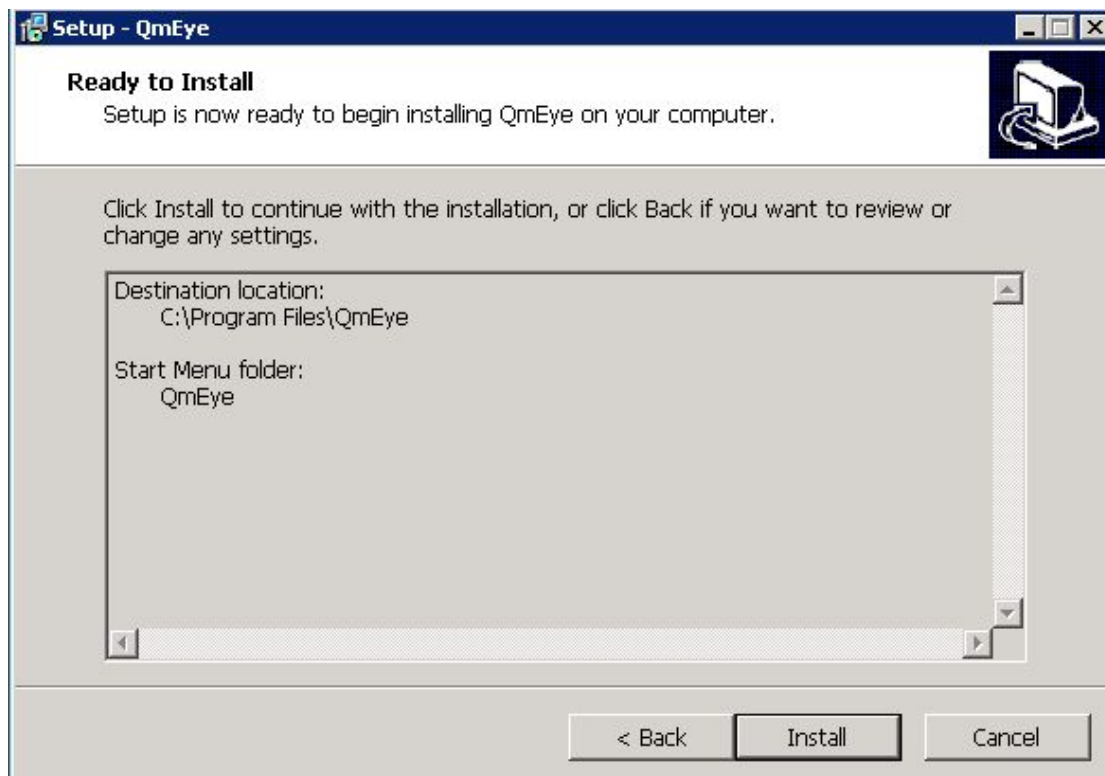 Setup - QmEye
Ready to Install
Setup is now ready to begin installing QmEye on your computer.
Click Install to continue with the installation, or click Back if you want to review or
change any settings.
Destination location:
C:\Program Files\QmEye
Start Menu folder:
QmEye
< Back Install Cancel